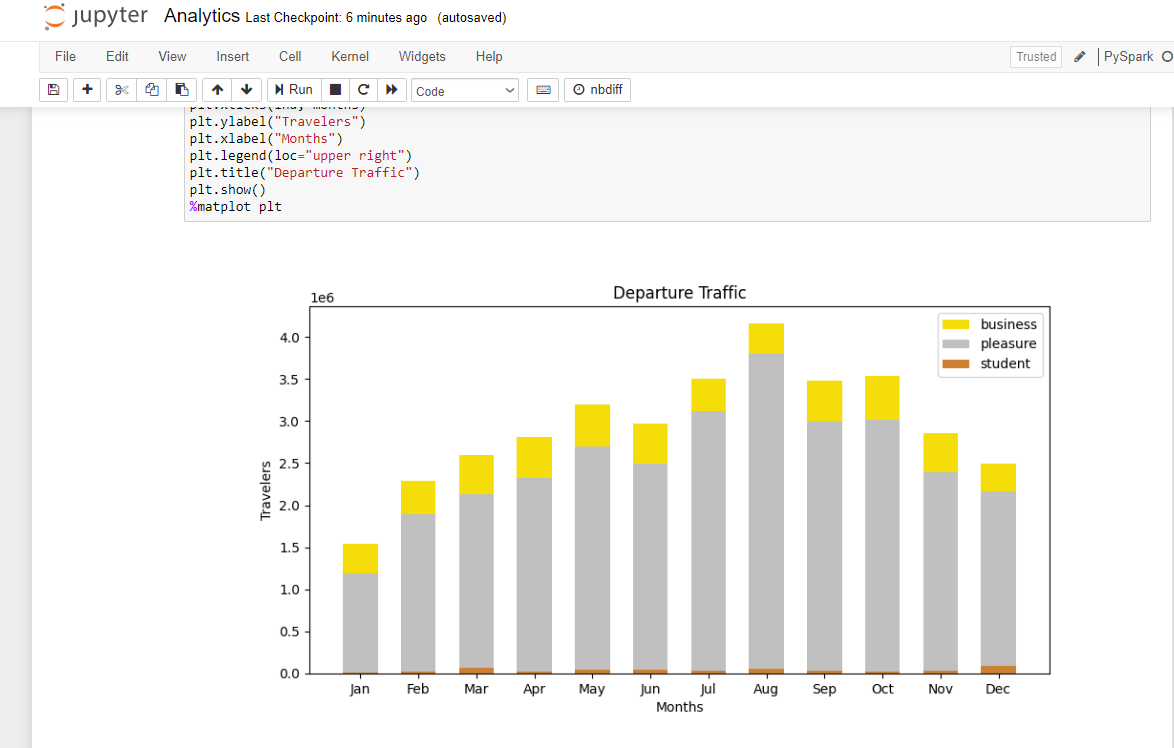 jupyter Analytics Last Checkpoint: 6 minutes ago (autosaved)
File Edit View Insert Cell Kernel Widgets Help Trusted PySpark
Run Code nbdiff
plt.ylabel("Travelers")
plt.xlabel("Months")
plt.legend(loc="upper right")
plt.title("Departure Traffic")
plt.show()
%matplot plt
Departure Traffic
1e6
business
pleasure
student
4.0
3.5
3.0
2.5
2.0
1.5
1.0
0.5
0.0
Travelers
Jan Feb Mar Apr May Jun Jul Aug Sep Oct Nov Dec
Months